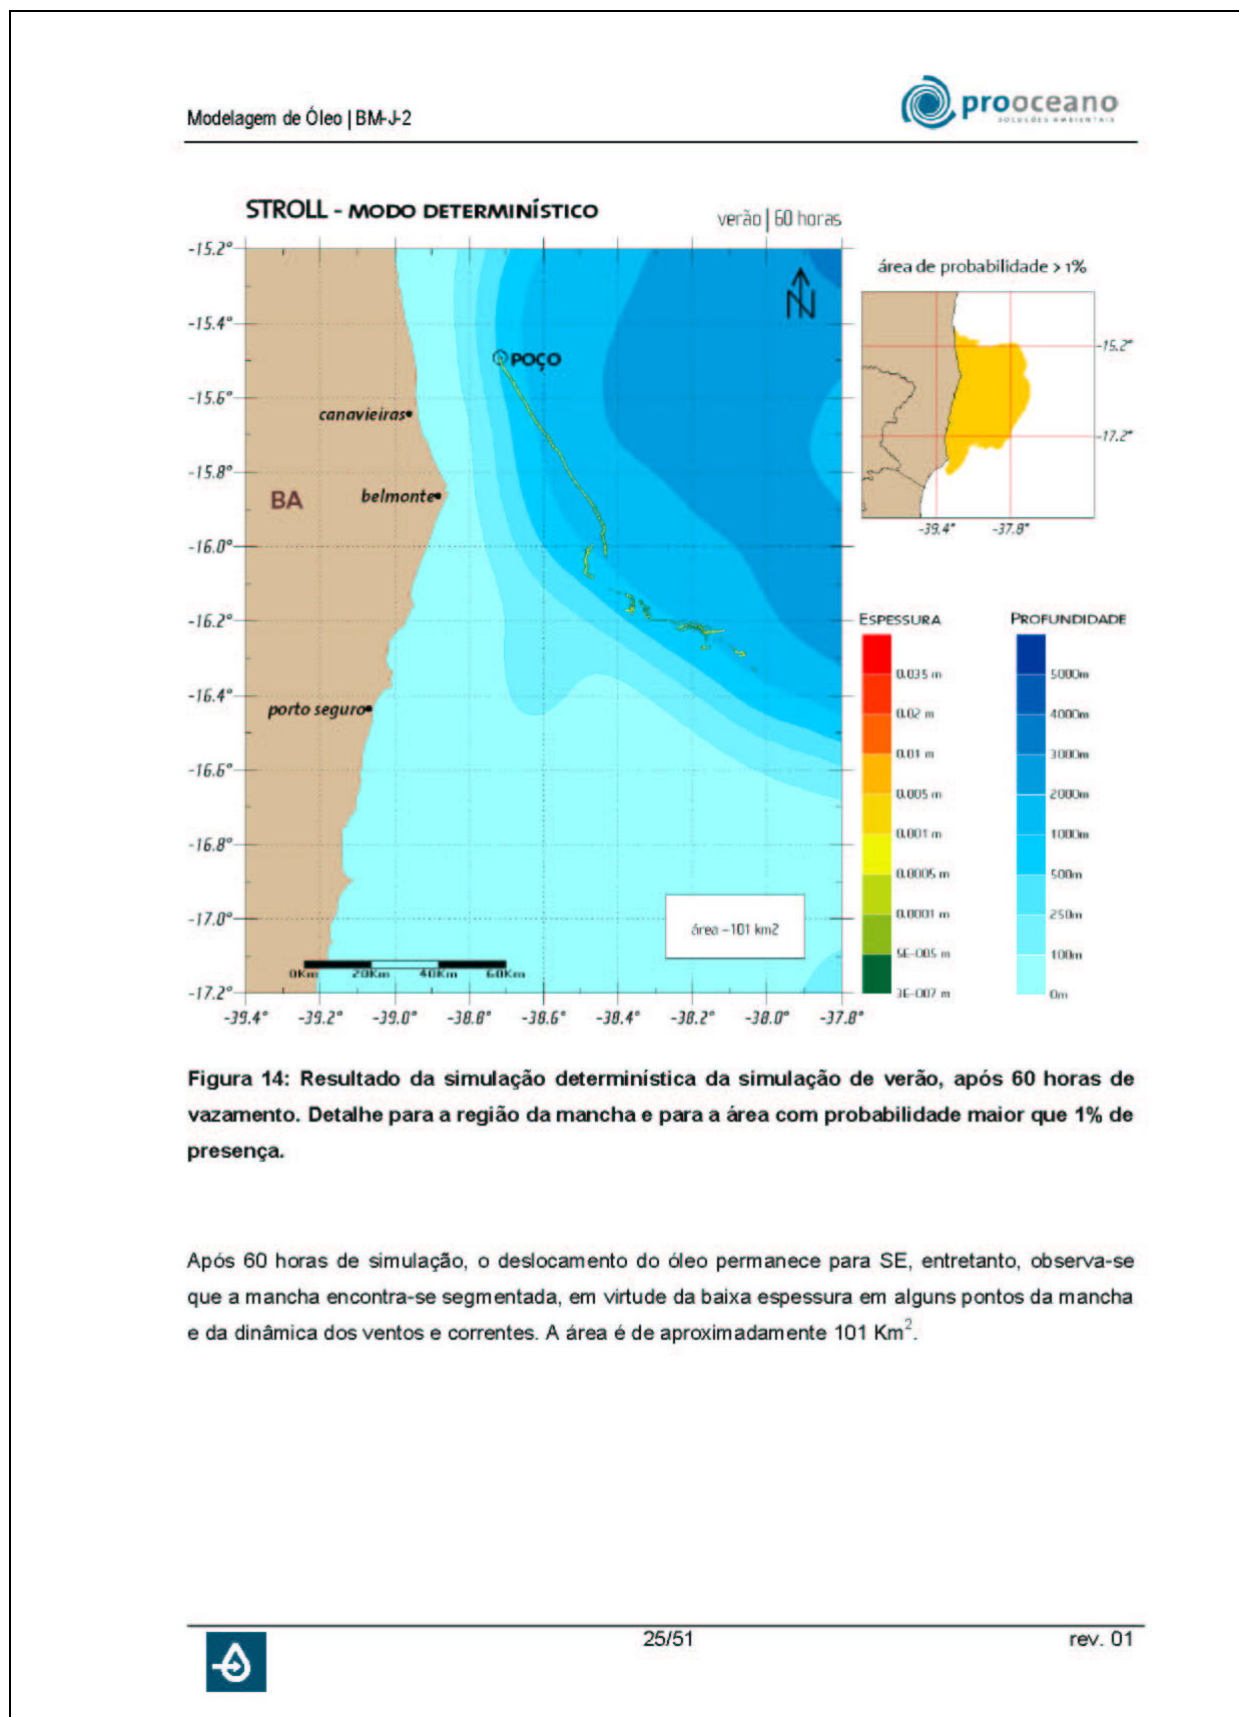 Modelagem de Óleo | BM-J-2
prooceano
SOLUÇÕES AMBIENTAIS
STROLL - MODO DETERMINÍSTICO
verão | 60 horas
-15.2°
-15.4°
-15.6°
-15.8°
-16.0°
-16.2°
-16.4°
-16.6°
-16.8°
-17.0°
-17.2°
N
POÇO
canavieiras
belmonte
BA
porto seguro
área ~101 km2
0Km 20Km 40Km 60Km
-39.4° -39.2° -39.0° -38.8° -38.6° -38.4° -38.2° -38.0° -37.8°
área de probabilidade > 1%
-15.2°
-17.2°
-39.4° -37.8°
ESPESSURA
0.035 m
0.02 m
0.01 m
0.005 m
0.001 m
0.0005 m
0.0001 m
5E-005 m
3E-007 m
PROFUNDIDADE
5000m
4000m
3000m
2000m
1000m
500m
250m
100m
0m
Figura 14: Resultado da simulação determinística da simulação de verão, após 60 horas de
vazamento. Detalhe para a região da mancha e para a área com probabilidade maior que 1% de
presença.
Após 60 horas de simulação, o deslocamento do óleo permanece para SE, entretanto, observa-se
que a mancha encontra-se segmentada, em virtude da baixa espessura em alguns pontos da mancha
e da dinâmica dos ventos e correntes. A área é de aproximadamente 101 Km².
25/51
rev. 01